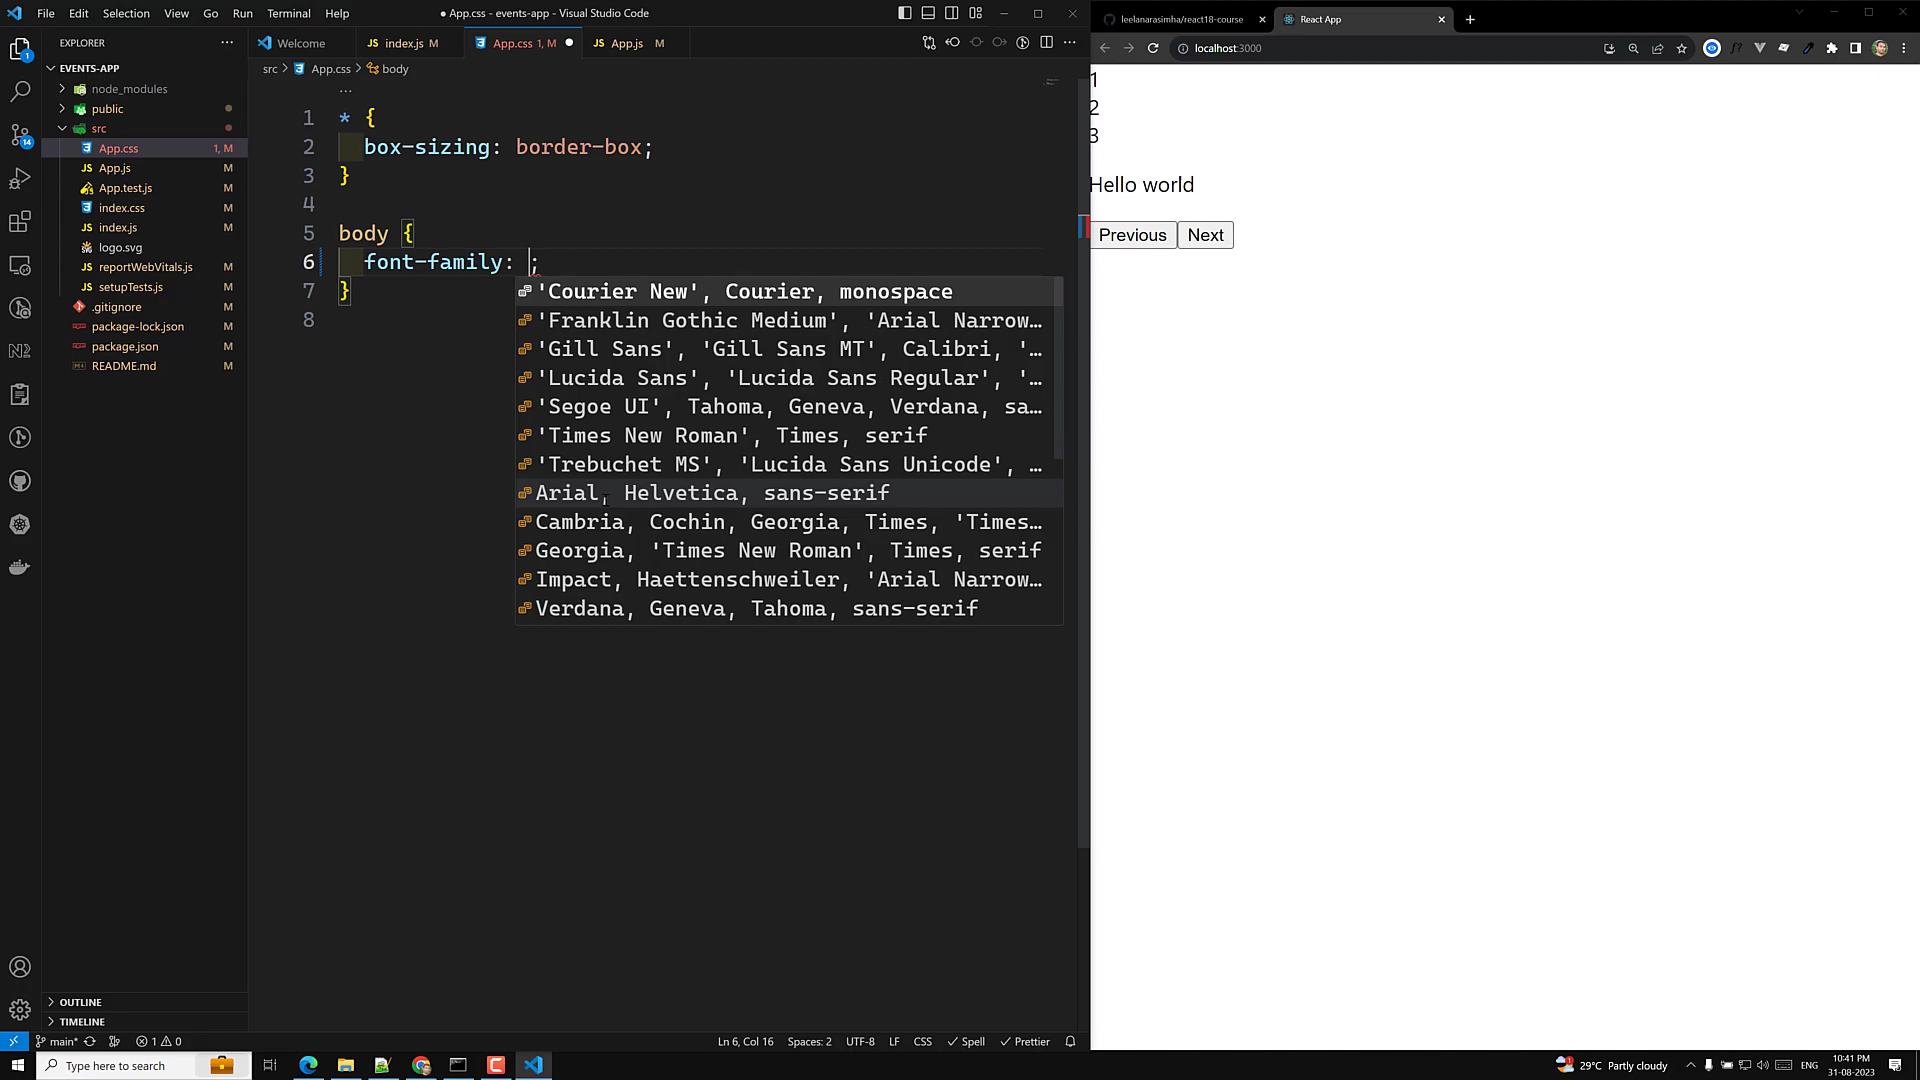 File Edit Selection View Go Run Terminal Help
● App.css - events-app - Visual Studio Code
EXPLORER
EVENTS-APP
node_modules
public
src
App.css 1, M
App.js M
App.test.js M
index.css M
index.js M
logo.svg
reportWebVitals.js M
setupTests.js M
.gitignore M
package-lock.json M
package.json M
README.md M
OUTLINE
TIMELINE
Welcome
index.js M
App.css 1, M
App.js M
src > App.css > body
1 * {
2 box-sizing: border-box;
3 }
4
5 body {
6 font-family: ;
7 }
8
'Courier New', Courier, monospace
'Franklin Gothic Medium', 'Arial Narrow…
'Gill Sans', 'Gill Sans MT', Calibri, '…
'Lucida Sans', 'Lucida Sans Regular', '…
'Segoe UI', Tahoma, Geneva, Verdana, sa…
'Times New Roman', Times, serif
'Trebuchet MS', 'Lucida Sans Unicode', …
Arial, Helvetica, sans-serif
Cambria, Cochin, Georgia, Times, 'Times…
Georgia, 'Times New Roman', Times, serif
Impact, Haettenschweiler, 'Arial Narrow…
Verdana, Geneva, Tahoma, sans-serif
main* 1 0
Ln 6, Col 16 Spaces: 2 UTF-8 LF CSS Spell Prettier
leelanarasimha/react18-course
React App
localhost:3000
1
2
3
Hello world
Previous Next
Type here to search
29°C Partly cloudy
ENG
10:41 PM
31-08-2023
1
14